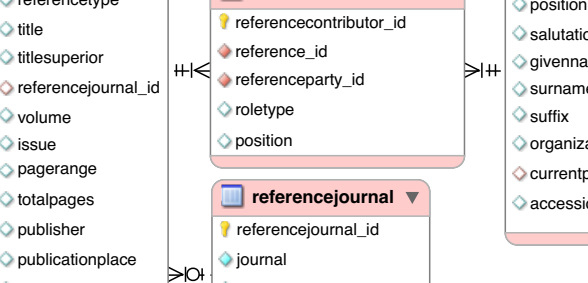 title
titlesuperior
referencejournal_id
volume
issue
pagerange
totalpages
publisher
publicationplace
referencecontributor_id
reference_id
referenceparty_id
roletype
position
referencejournal
referencejournal_id
journal
position
suffix